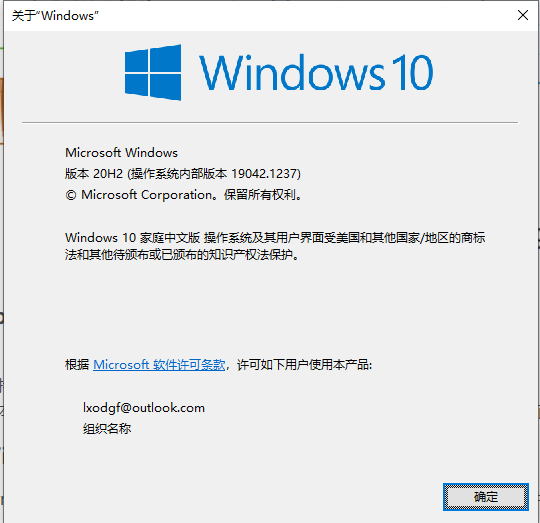 关于“Windows”
Windows 10
Microsoft Windows
版本 20H2 (操作系统内部版本 19042.1237)
© Microsoft Corporation。保留所有权利。
Windows 10 家庭中文版 操作系统及其用户界面受美国和其他国家/地区的商标
法和其他待颁布或已颁布的知识产权法保护。
根据 Microsoft 软件许可条款，许可如下用户使用本产品:
lxodgf@outlook.com
组织名称
确定